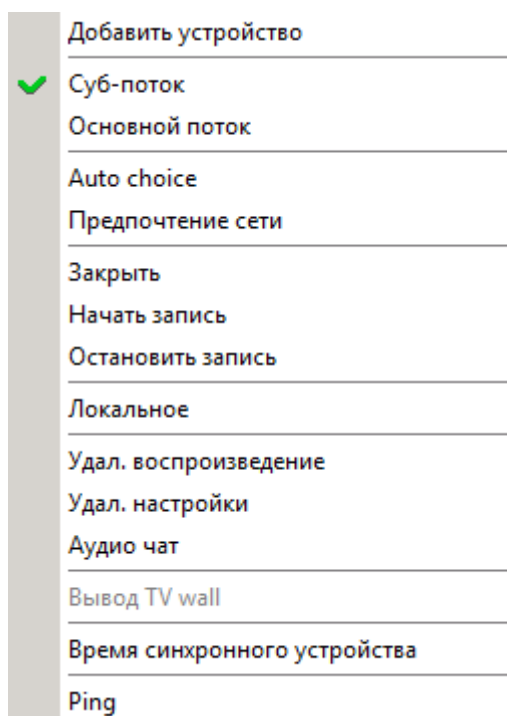 Добавить устройство
Суб-поток
Основной поток
Auto choice
Предпочтение сети
Закрыть
Начать запись
Остановить запись
Локальное
Удал. воспроизведение
Удал. настройки
Аудио чат
Вывод TV wall
Время синхронного устройства
Ping